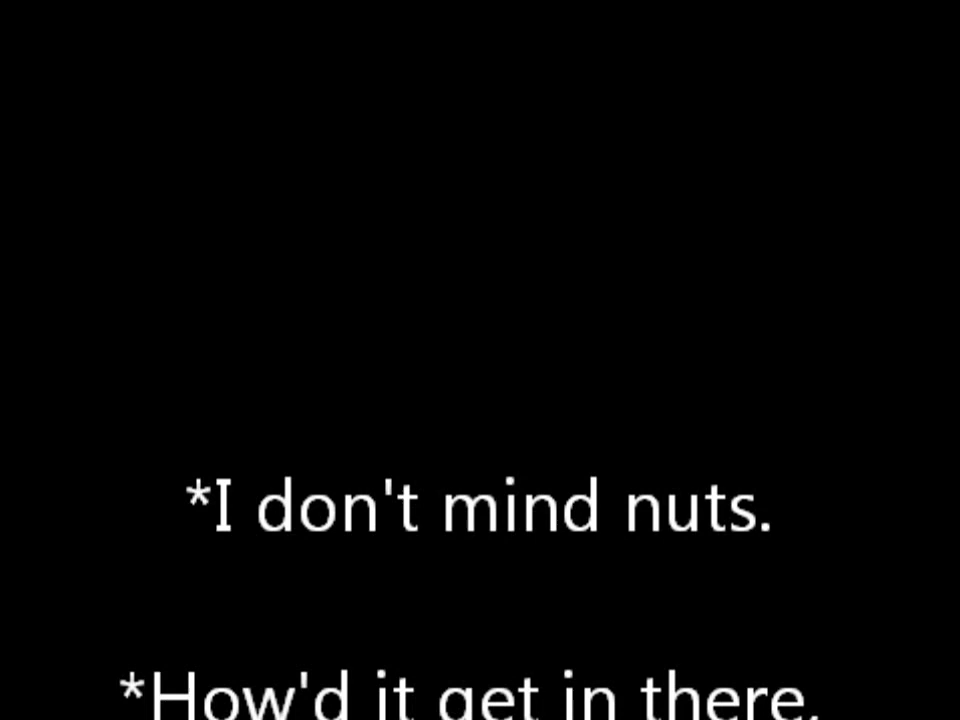 *I don't mind nuts.
*How'd it get in there,